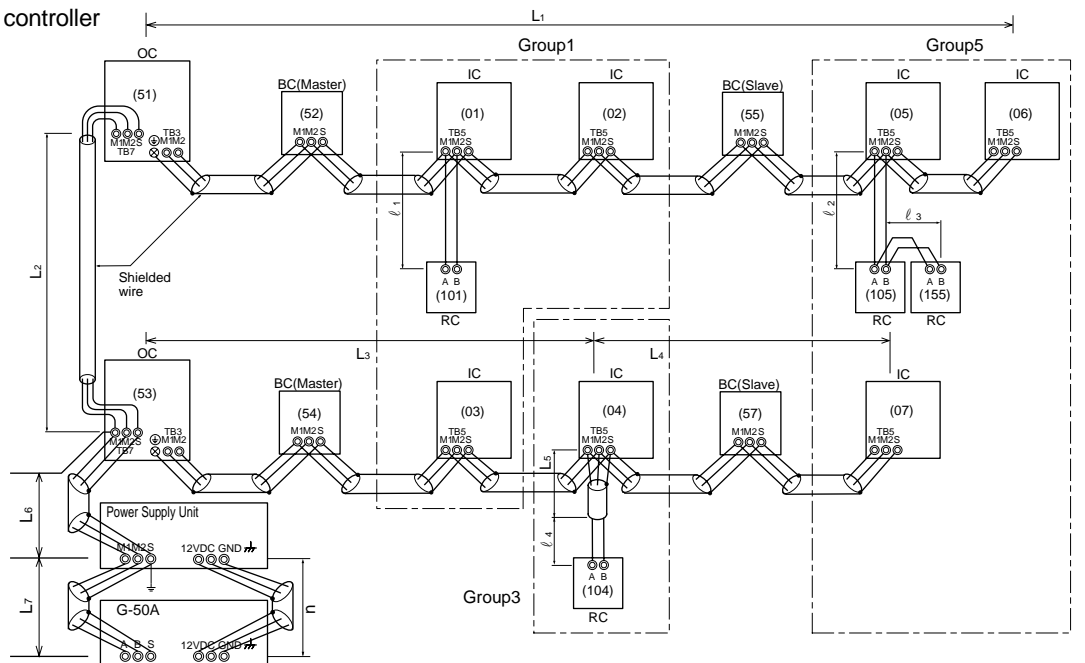 controller
L1
Group1
Group5
OC
IC
IC
IC
IC
BC(Master)
BC(Slave)
(51)
(52)
(01)
(02)
(55)
(05)
(06)
TB3
M1M2
M1M2S
TB7
M1M2S
TB5
M1M2S
TB5
M1M2S
M1M2S
TB5
M1M2S
TB5
M1M2S
L2
Shielded
wire
ℓ1
ℓ2
ℓ3
A B
(101)
RC
A B
(105)
RC
A B
(155)
RC
L3
L4
OC
BC(Master)
IC
IC
BC(Slave)
IC
(53)
(54)
(03)
(04)
(57)
(07)
TB3
M1M2
M1M2S
TB7
M1M2S
TB5
M1M2S
TB5
M1M2S
M1M2S
TB5
M1M2S
L5
ℓ4
L6
Power Supply Unit
M1M2S
12VDC GND
L7
n
G-50A
A B S
12VDC GND
Group3
A B
(104)
RC